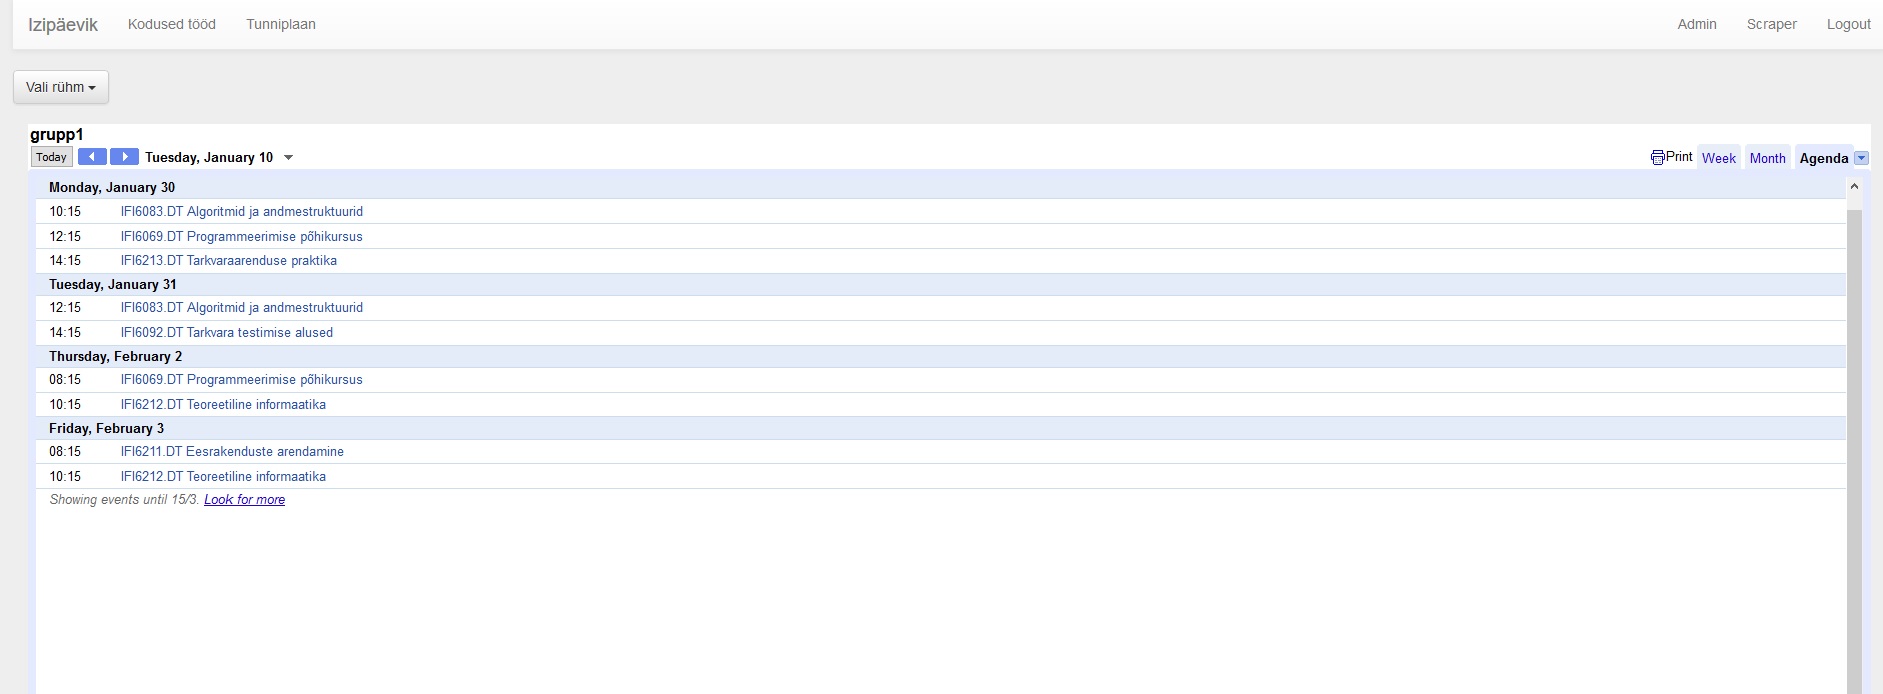 Izipäevik Kodused tööd Tunniplaan Admin Scraper Logout
Vali rühm
grupp1
Today Tuesday, January 10 Print Week Month Agenda
Monday, January 30
10:15 IFI6083.DT Algoritmid ja andmestruktuurid
12:15 IFI6069.DT Programmeerimise põhikursus
14:15 IFI6213.DT Tarkvaraarenduse praktika
Tuesday, January 31
12:15 IFI6083.DT Algoritmid ja andmestruktuurid
14:15 IFI6092.DT Tarkvara testimise alused
Thursday, February 2
08:15 IFI6069.DT Programmeerimise põhikursus
10:15 IFI6212.DT Teoreetiline informaatika
Friday, February 3
08:15 IFI6211.DT Eesrakenduste arendamine
10:15 IFI6212.DT Teoreetiline informaatika
Showing events until 15/3. Look for more